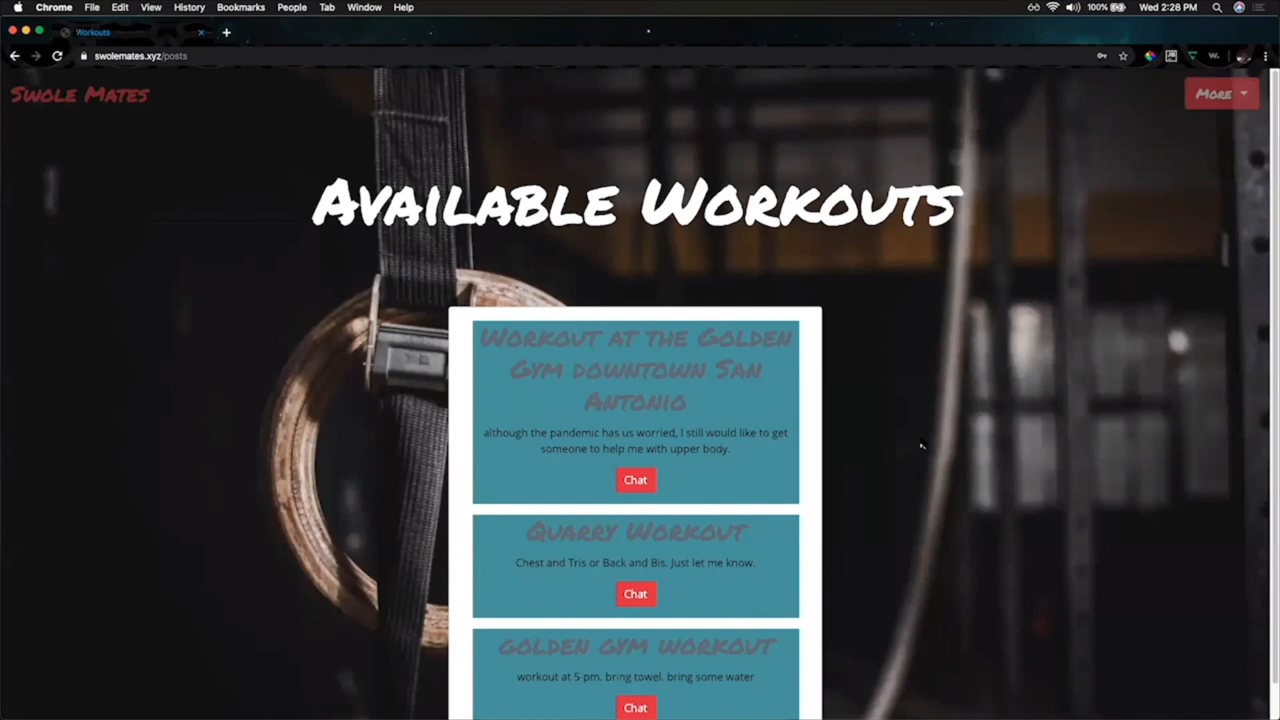 Chrome File Edit View History Bookmarks People Tab Window Help 100% Wed 2:28 PM
Workouts
swolemates.xyz/posts
Swole Mates More
Available Workouts
Workout at the Golden
Gym downtown San
Antonio
although the pandemic has us worried, I still would like to get
someone to help me with upper body.
Chat
Quarry Workout
Chest and Tris or Back and Bis. Just let me know.
Chat
golden gym workout
workout at 5 pm. bring towel. bring some water
Chat